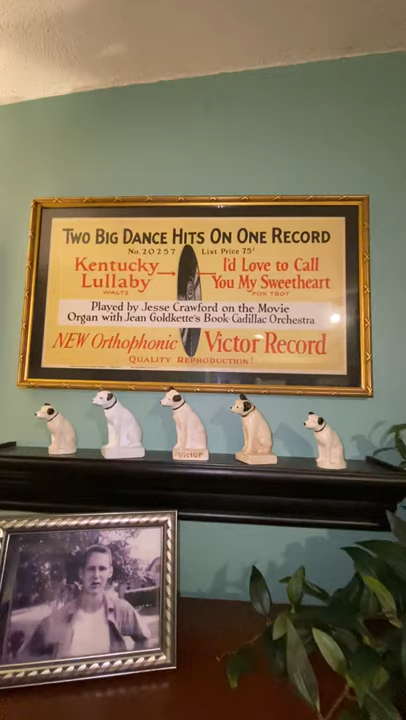 TWO BIG DANCE HITS ON ONE RECORD
No. 20257 List Price 75¢
Kentucky Lullaby
WALTZ
I'd Love to Call You My Sweetheart
FOX TROT
Played by Jesse Crawford on the Movie
Organ with Jean Goldkette's Book-Cadillac Orchestra
NEW Orthophonic Victor Record
QUALITY REPRODUCTION!
VICTOR